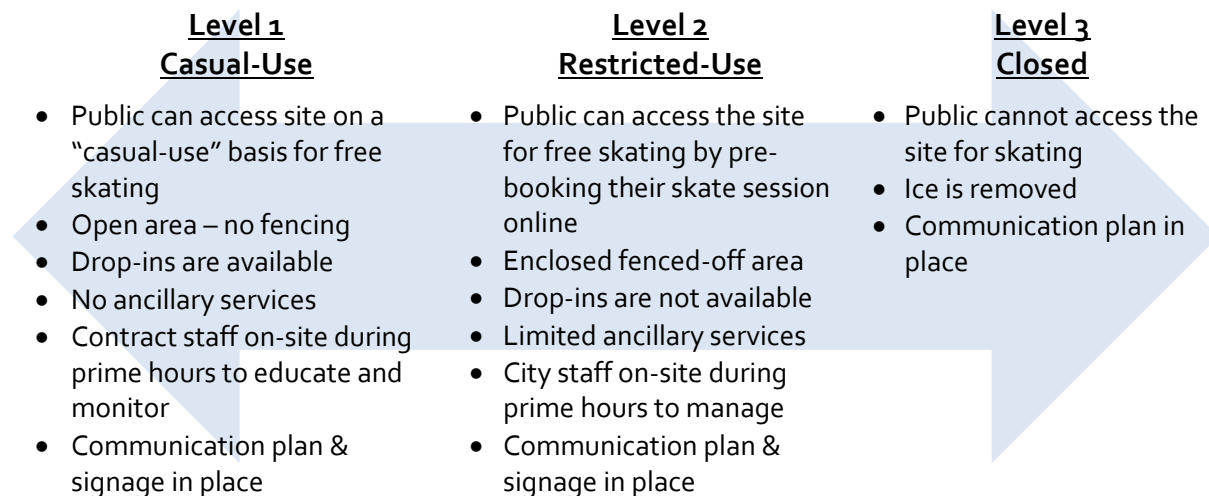 Level 1
Casual-Use
• Public can access site on a
“casual-use” basis for free
skating
• Open area – no fencing
• Drop-ins are available
• No ancillary services
• Contract staff on-site during
prime hours to educate and
monitor
• Communication plan &
signage in place
Level 2
Restricted-Use
• Public can access the site
for free skating by pre-
booking their skate session
online
• Enclosed fenced-off area
• Drop-ins are not available
• Limited ancillary services
• City staff on-site during
prime hours to manage
• Communication plan &
signage in place
Level 3
Closed
• Public cannot access the
site for skating
• Ice is removed
• Communication plan in
place